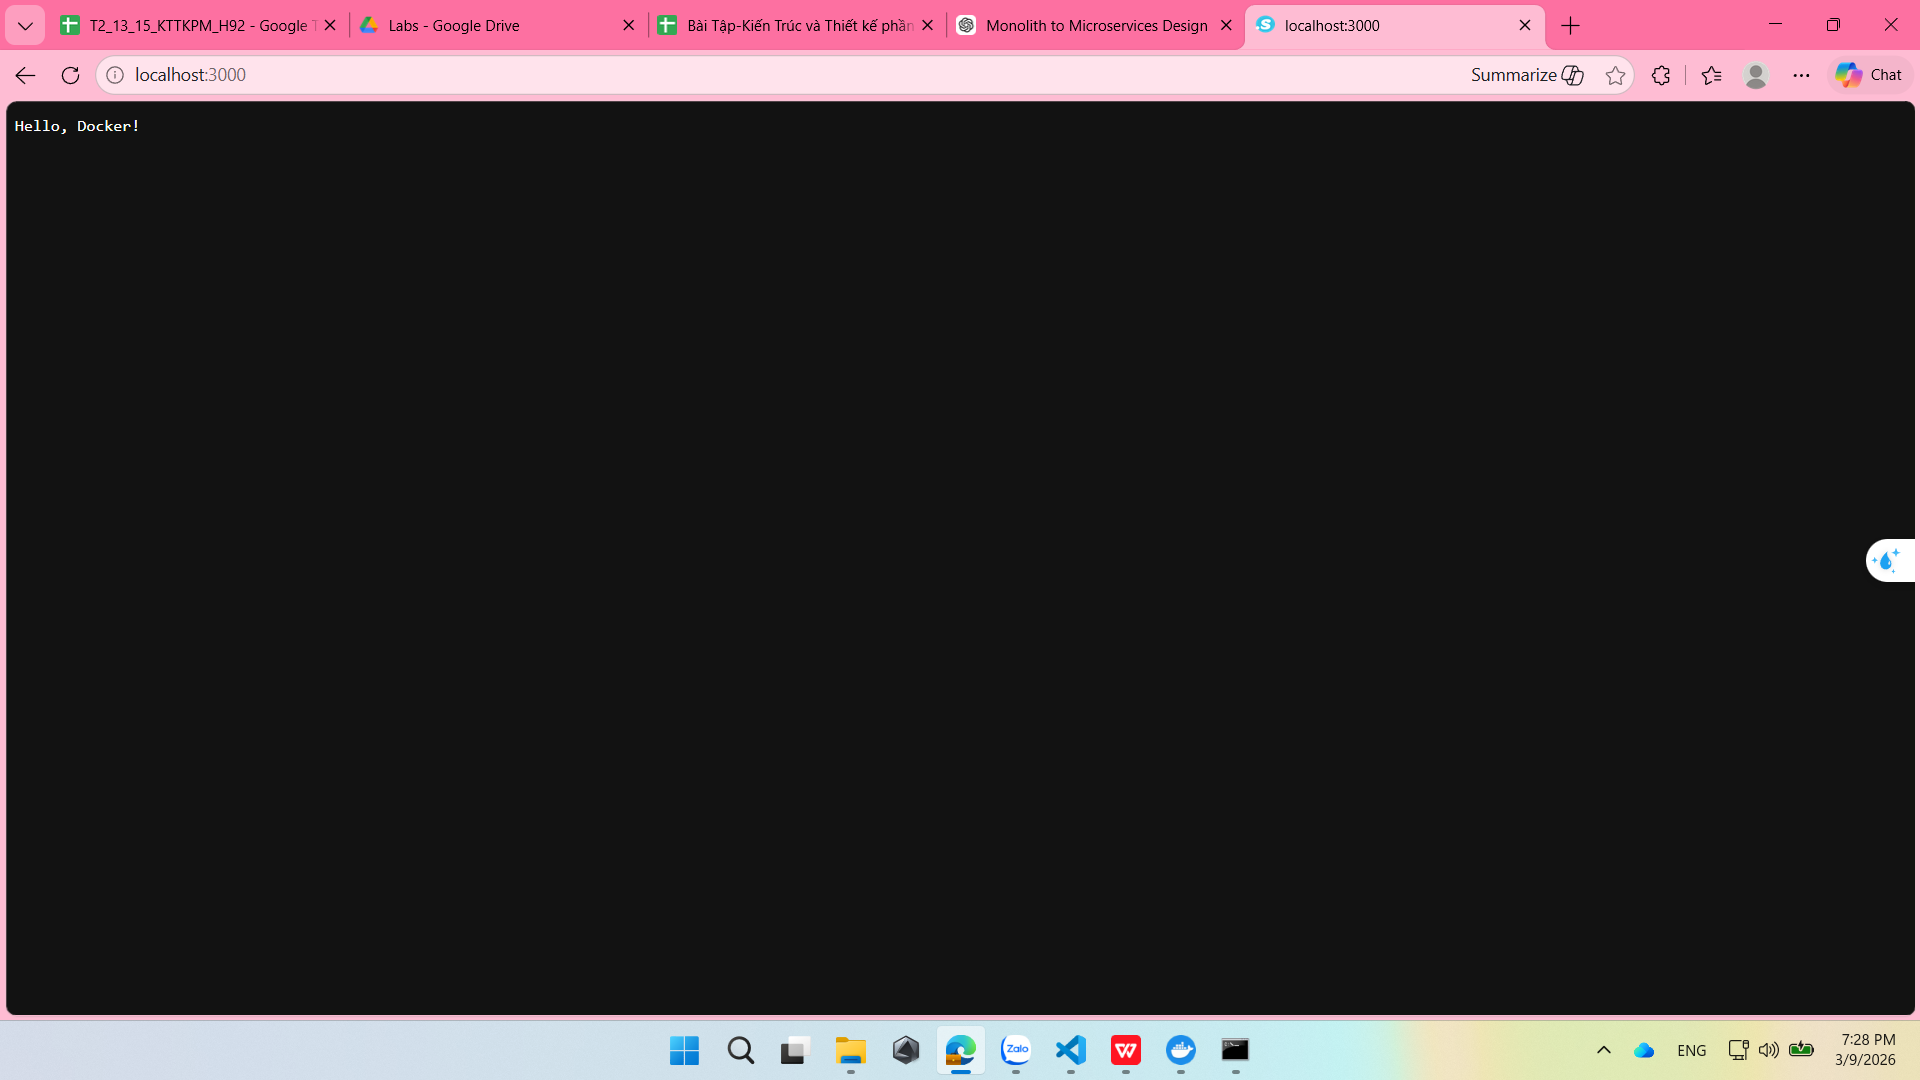 T2_13_15_KTTKPM_H92 - Google T
Labs - Google Drive
Bài Tập-Kiến Trúc và Thiết kế phần
Monolith to Microservices Design
localhost:3000
localhost:3000
Summarize
Chat
Hello, Docker!
Zalo
ENG
7:28 PM
3/9/2026